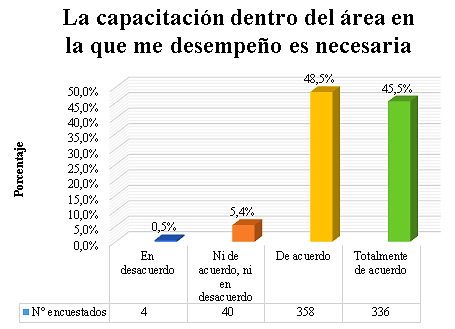 La capacitación dentro del área en
la que me desempeño es necesaria
Porcentaje
50,0%
45,0%
40,0%
35,0%
30,0%
25,0%
20,0%
15,0%
10,0%
5,0%
0,0%
0,5%
5,4%
48,5%
45,5%
En
desacuerdo
Ni de
acuerdo, ni
en
desacuerdo
De acuerdo
Totalmente
de acuerdo
N° encuestados 4 40 358 336